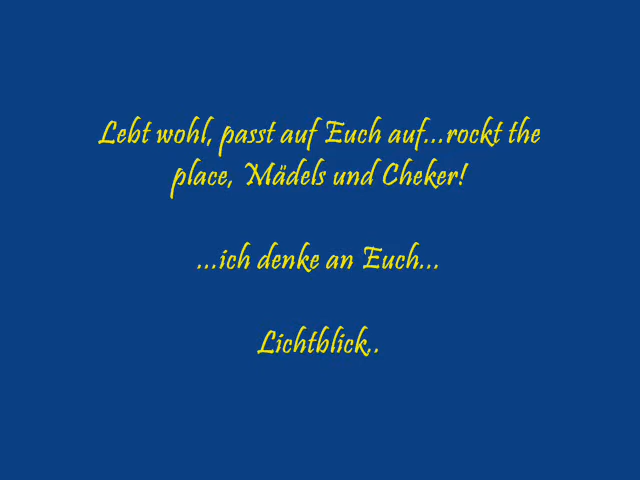 Lebt wohl, passt auf Euch auf...rockt the
place, Mädels und Cheker!
...ich denke an Euch...
Lichtblick..